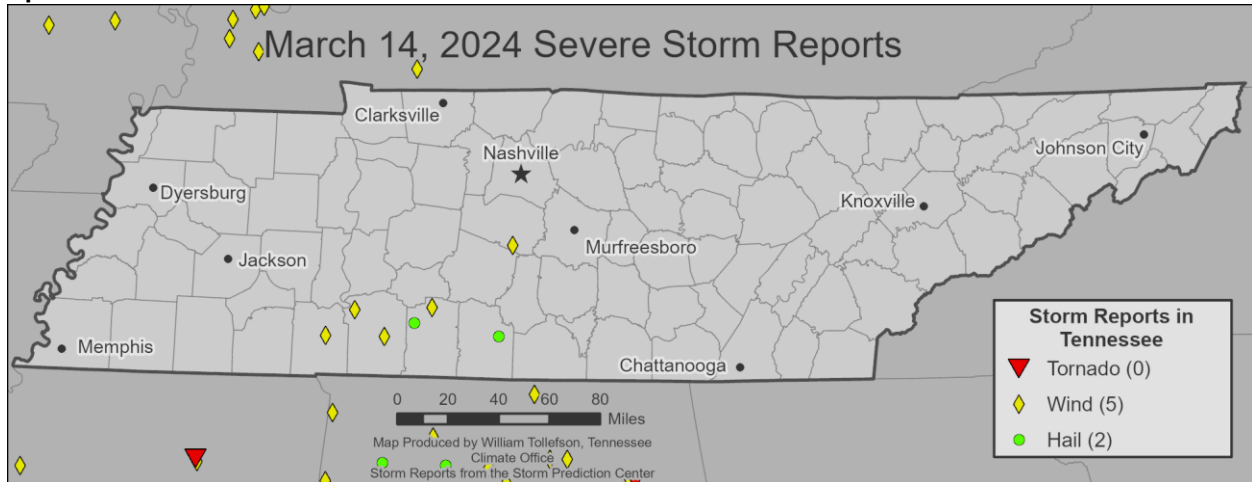 March 14, 2024 Severe Storm Reports
Clarksville
Nashville
Johnson City
Dyersburg
Knoxville
Murfreesboro
Jackson
Memphis
Chattanooga
Storm Reports in
Tennessee
Tornado (0)
Wind (5)
Hail (2)
0 20 40 60 80
Miles
Map Produced by William Tollefson, Tennessee
Climate Office
Storm Reports from the Storm Prediction Center